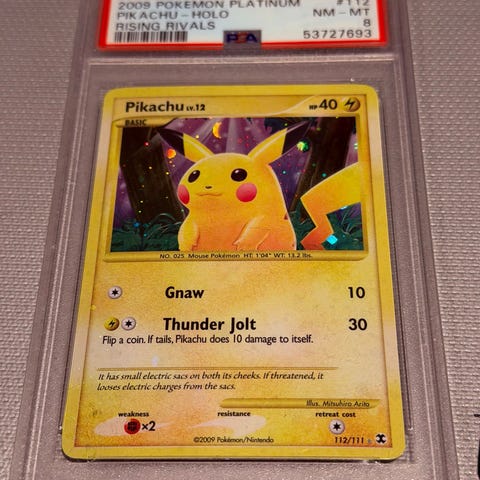 2009 POKEMON PLATINUM #112
PIKACHU - HOLO NM - MT
RISING RIVALS 8
PSA 53727693
Pikachu LV.12 HP 40
BASIC
NO. 025 Mouse Pokémon HT: 1'04" WT: 13.2 lbs.
Gnaw 10
Thunder Jolt 30
Flip a coin. If tails, Pikachu does 10 damage to itself.
It has small electric sacs on both its cheeks. If threatened, it
looses electric charges from the sacs.
Illus. Mitsuhiro Arita
weakness resistance retreat cost
×2
©2009 Pokémon/Nintendo 112/111